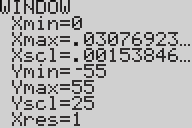 WINDOW
Xmin=0
Xmax=.03076923…
Xscl=.00153846…
Ymin=-55
Ymax=55
Yscl=25
Xres=1